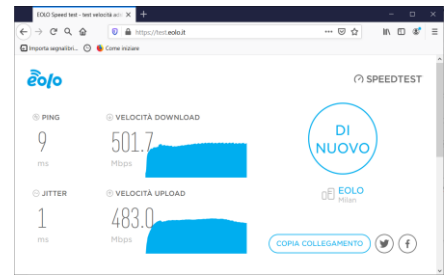 EOLO Speed test - test velocità ads
https://test.eolo.it
Importa segnalibri...
Come iniziare
eolo
SPEEDTEST
PING
9
ms
VELOCITÀ DOWNLOAD
501.7
Mbps
DI
NUOVO
EOLO
Milan
JITTER
1
ms
VELOCITÀ UPLOAD
483.0
Mbps
COPIA COLLEGAMENTO